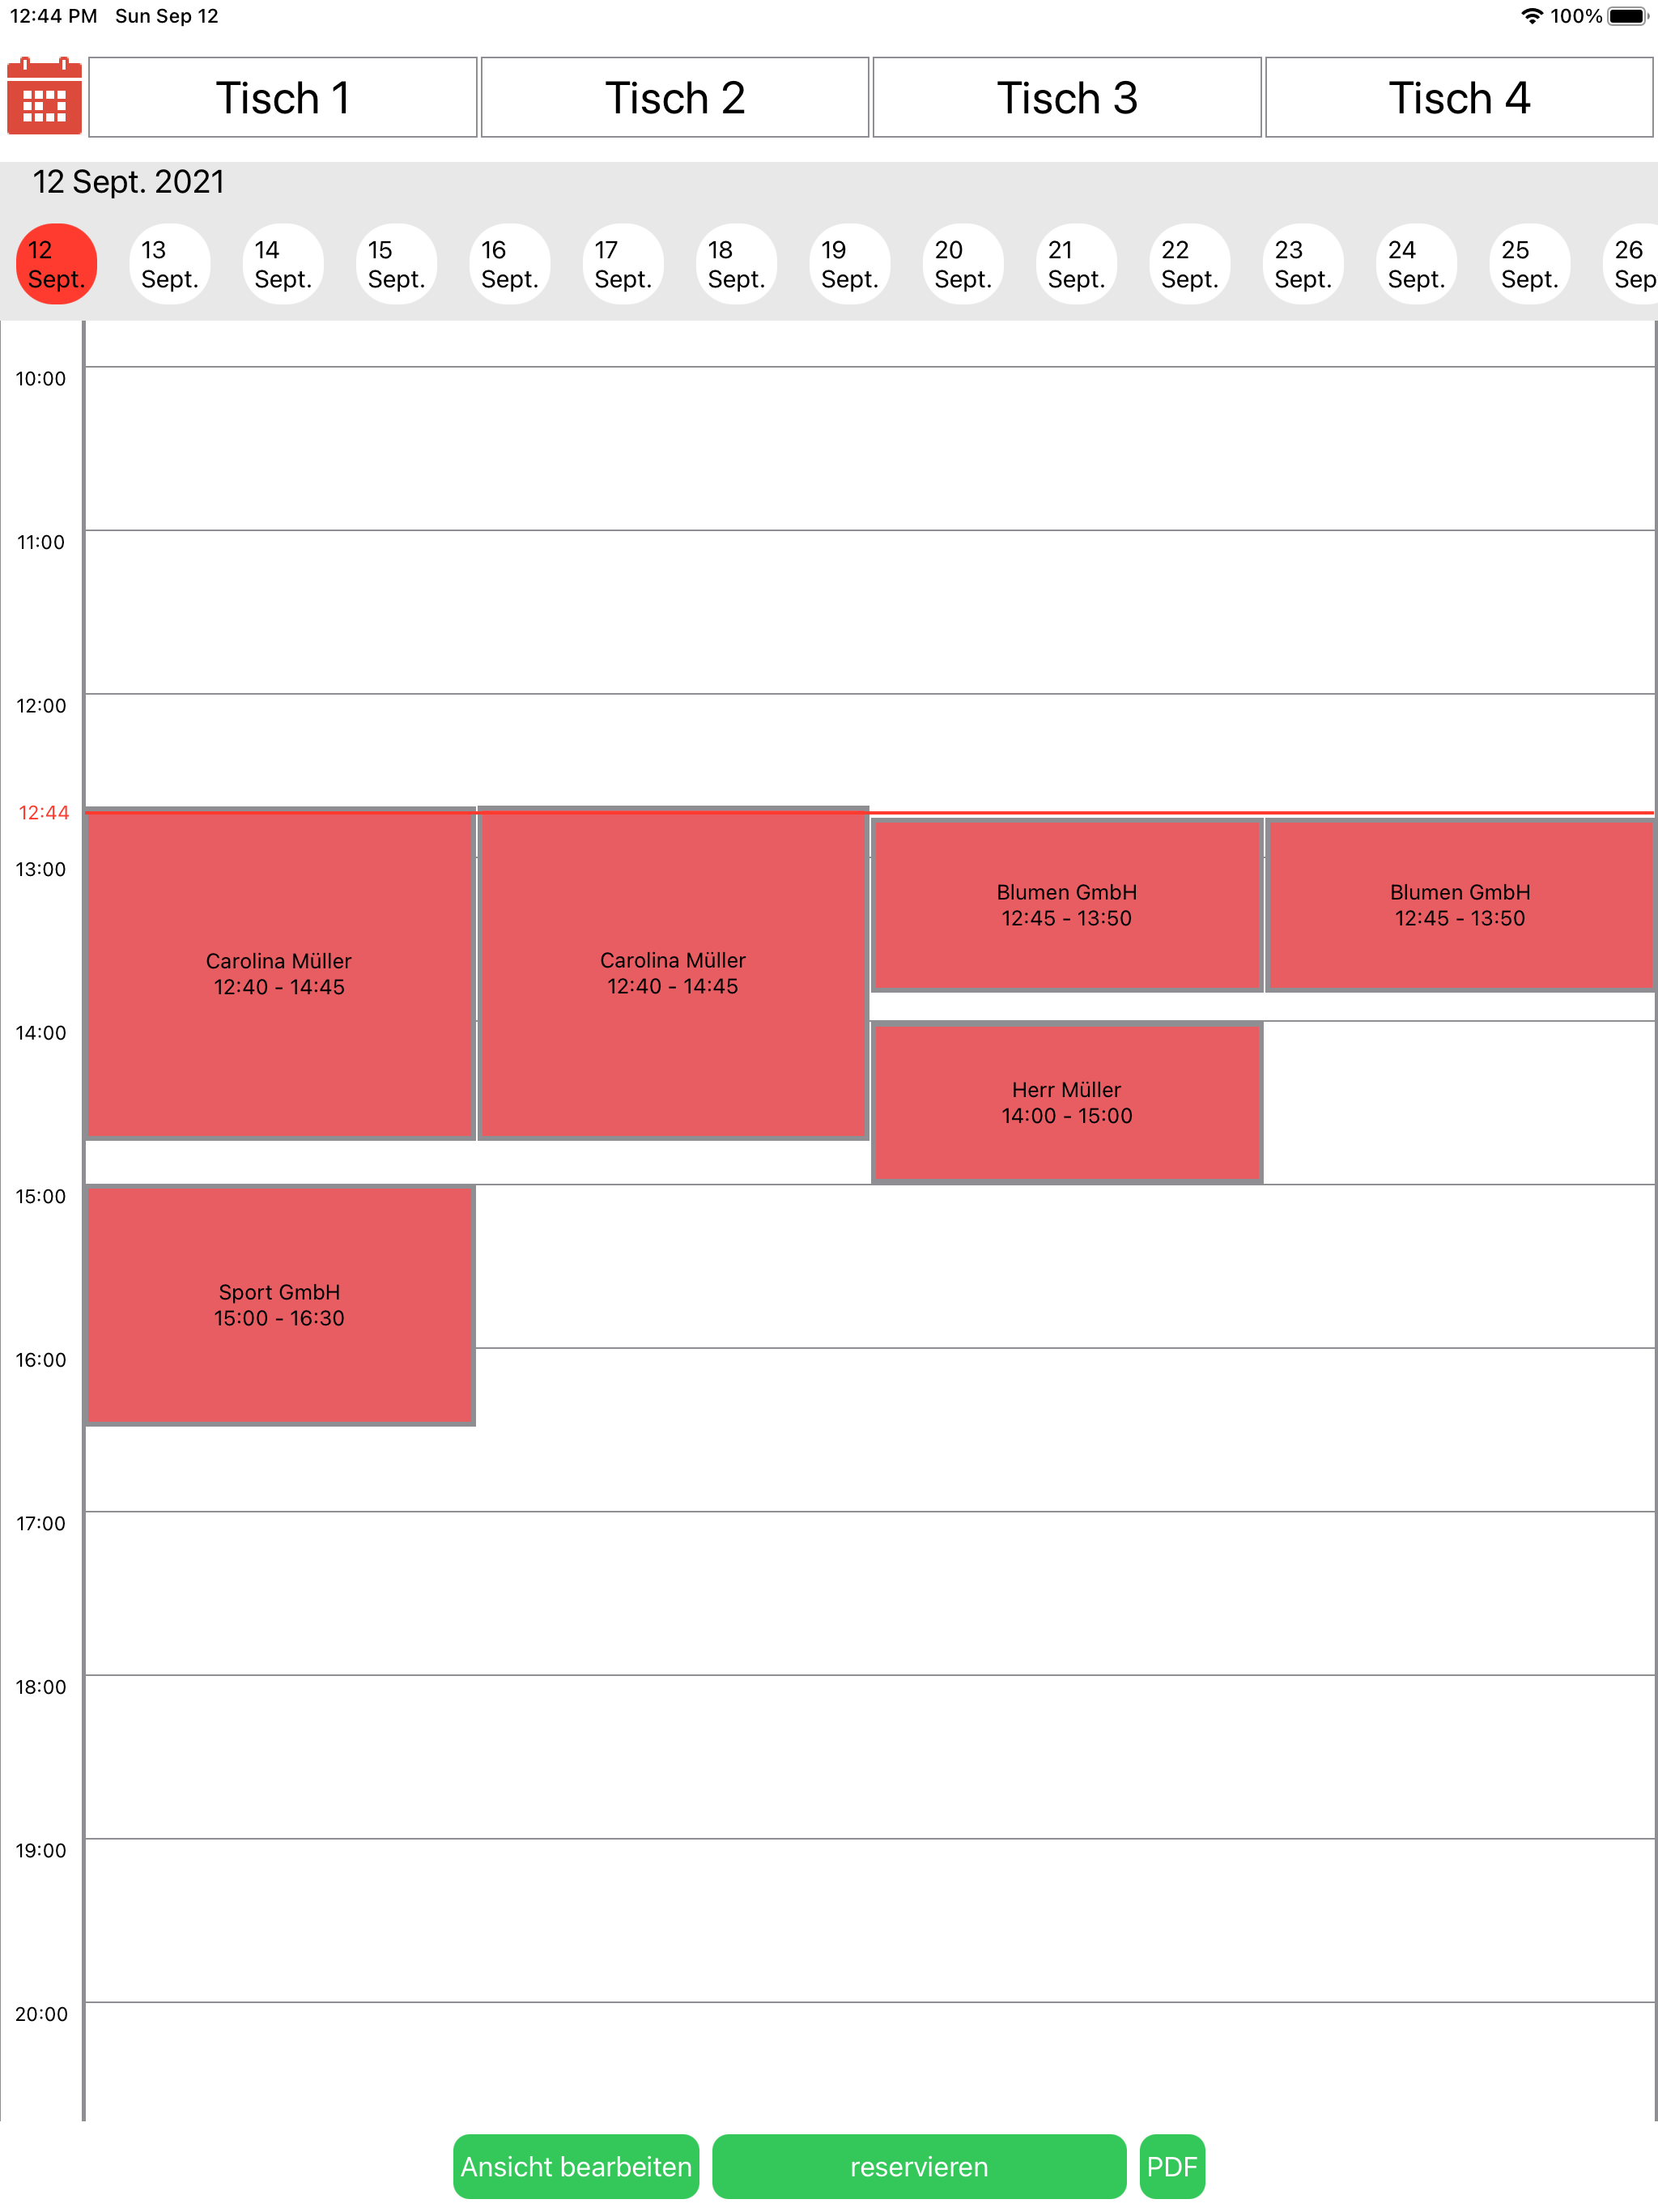 12:44 PM Sun Sep 12 100%
Tisch 1 Tisch 2 Tisch 3 Tisch 4
12 Sept. 2021
12 13 14 15 16 17 18 19 20 21 22 23 24 25 26
Sept. Sept. Sept. Sept. Sept. Sept. Sept. Sept. Sept. Sept. Sept. Sept. Sept. Sept. Sep
10:00
11:00
12:00
12:44
13:00
Blumen GmbH
12:45 - 13:50
Blumen GmbH
12:45 - 13:50
Carolina Müller
12:40 - 14:45
Carolina Müller
12:40 - 14:45
14:00
Herr Müller
14:00 - 15:00
15:00
Sport GmbH
15:00 - 16:30
16:00
17:00
18:00
19:00
20:00
Ansicht bearbeiten reservieren PDF